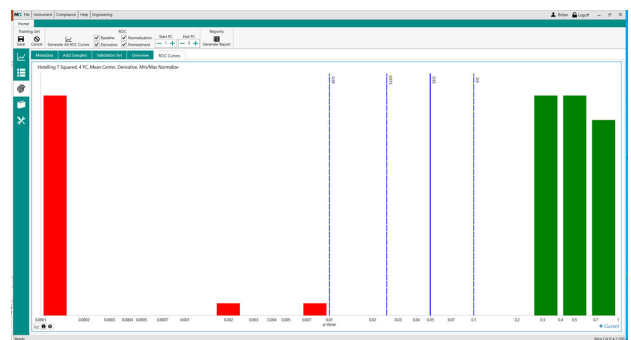 File Instrument Compliance Help Engineering
Home
Training Set ROC Reports
Baseline Normalization Start PC End PC
Derivative Pretreatment 1 1
Save Cancel Generate All ROC Curves Generate Report
Metadata Add Samples Validation Set Overview ROC Curves
Hotelling T Squared, 4 PC, Mean Center, Derivative, Min/Max Normalize
0.0001 0.0002 0.0003 0.0004 0.0005 0.0007 0.001 0.002 0.003 0.004 0.005 0.007 0.01 0.02 0.03 0.04 0.05 0.07 0.1 0.2 0.3 0.4 0.5 0.7 1
p-Value
Current
Ready